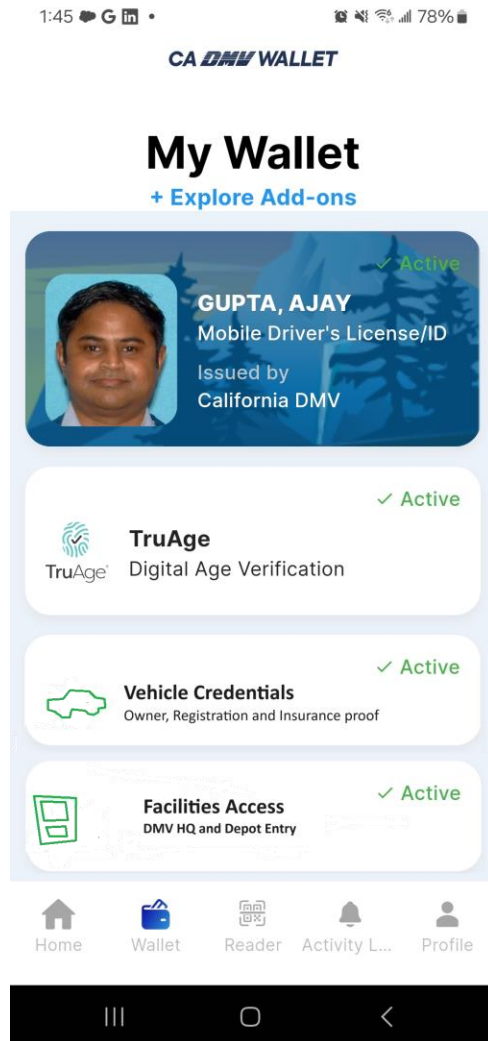 1:45 G in •
78%
CA DMV WALLET
My Wallet
+ Explore Add-ons
✓ Active
GUPTA, AJAY
Mobile Driver's License/ID
Issued by
California DMV
✓ Active
TruAge
TruAge
Digital Age Verification
✓ Active
Vehicle Credentials
Owner, Registration and Insurance proof
✓ Active
Facilities Access
DMV HQ and Depot Entry
Home Wallet Reader Activity L... Profile